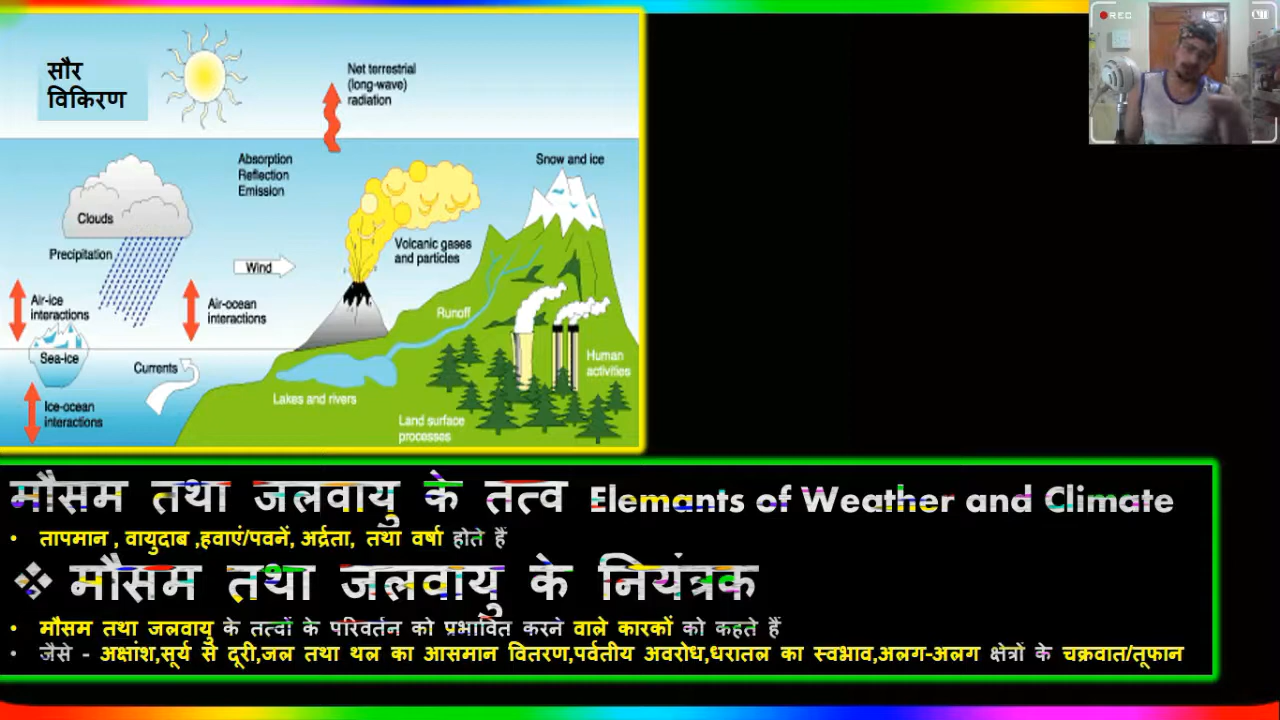 सौर
विकिरण
Net terrestrial
(long-wave)
radiation
REC
Absorption
Reflection
Emission
Snow and ice
Clouds
Precipitation
Volcanic gases
and particles
Wind
Air-ice
interactions
Air-ocean
interactions
Runoff
Sea-ice
Currents
Human
activities
Lakes and rivers
Ice-ocean
interactions
Land surface
processes
मौसम तथा जलवायु के तत्व Elemants of Weather and Climate
• तापमान , वायुदाब ,हवाएं/पवनें, अर्द्रता, तथा वर्षा होते हैं
❖ मौसम तथा जलवायु के नियंत्रक
• मौसम तथा जलवायु के तत्वों के परिवर्तन को प्रभावित करने वाले कारकों को कहते हैं
• जैसे - अक्षांश,सूर्य से दूरी,जल तथा थल का आसमान वितरण,पर्वतीय अवरोध,धरातल का स्वभाव,अलग-अलग क्षेत्रों के चक्रवात/तूफान